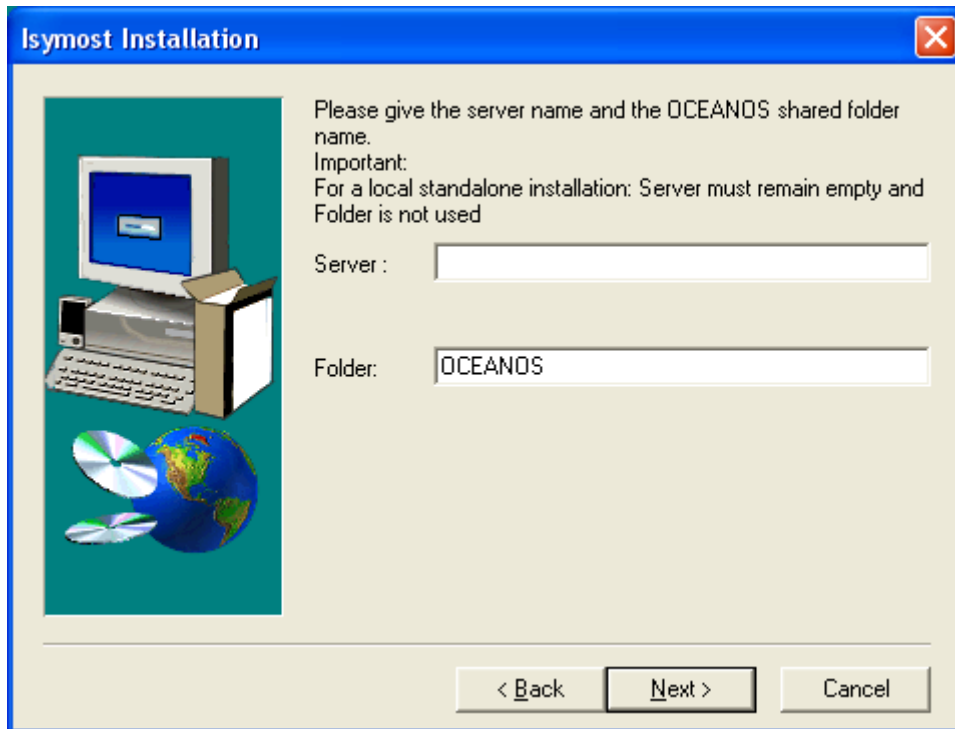 Isymost Installation
Please give the server name and the OCEANOS shared folder
name.
Important:
For a local standalone installation: Server must remain empty and
Folder is not used
Server :
Folder:
OCEANOS
< Back
Next >
Cancel